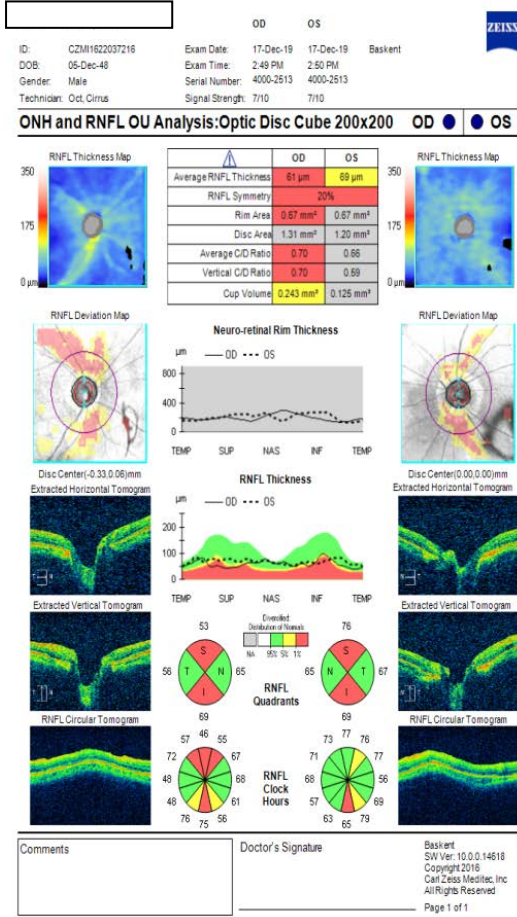 OD OS
ZEISS
ID: CZMI1622037216 Exam Date: 17-Dec-19 17-Dec-19 Baskent
DOB: 05-Dec-48 Exam Time: 2:49 PM 2:50 PM
Gender: Male Serial Number: 4000-2513 4000-2513
Technician: Oct, Cirrus Signal Strength: 7/10 7/10
ONH and RNFL OU Analysis:Optic Disc Cube 200x200 OD OS
RNFL Thickness Map
350
175
0 µm
OD OS
Average RNFL Thickness 61 µm 69 µm
RNFL Symmetry 20%
Rim Area 0.67 mm² 0.67 mm²
Disc Area 1.31 mm² 1.20 mm²
Average C/D Ratio 0.70 0.66
Vertical C/D Ratio 0.70 0.59
Cup Volume 0.243 mm³ 0.125 mm³
RNFL Thickness Map
350
175
0 µm
RNFL Deviation Map
Neuro-retinal Rim Thickness
µm OD OS
800
400
0
TEMP SUP NAS INF TEMP
RNFL Deviation Map
Disc Center(-0.33,0.06)mm
Extracted Horizontal Tomogram
RNFL Thickness
µm OD OS
200
100
0
TEMP SUP NAS INF TEMP
Disc Center(0.00,0.00)mm
Extracted Horizontal Tomogram
Extracted Vertical Tomogram
Diversified:
Distribution of Normals
NA 95% 5% 1%
53
S
56 T N 65
I
69
RNFL
Quadrants
76
S
65 N T 67
I
69
Extracted Vertical Tomogram
RNFL Circular Tomogram
57 46 55
72 67
48 68
48 61
76 75 56
RNFL
Clock
Hours
73 77 76
71 77
68 56
57 69
63 65 79
RNFL Circular Tomogram
Comments
Doctor's Signature
Baskent
SW Ver: 10.0.0.14618
Copyright 2016
Carl Zeiss Meditec, Inc
All Rights Reserved
Page 1 of 1